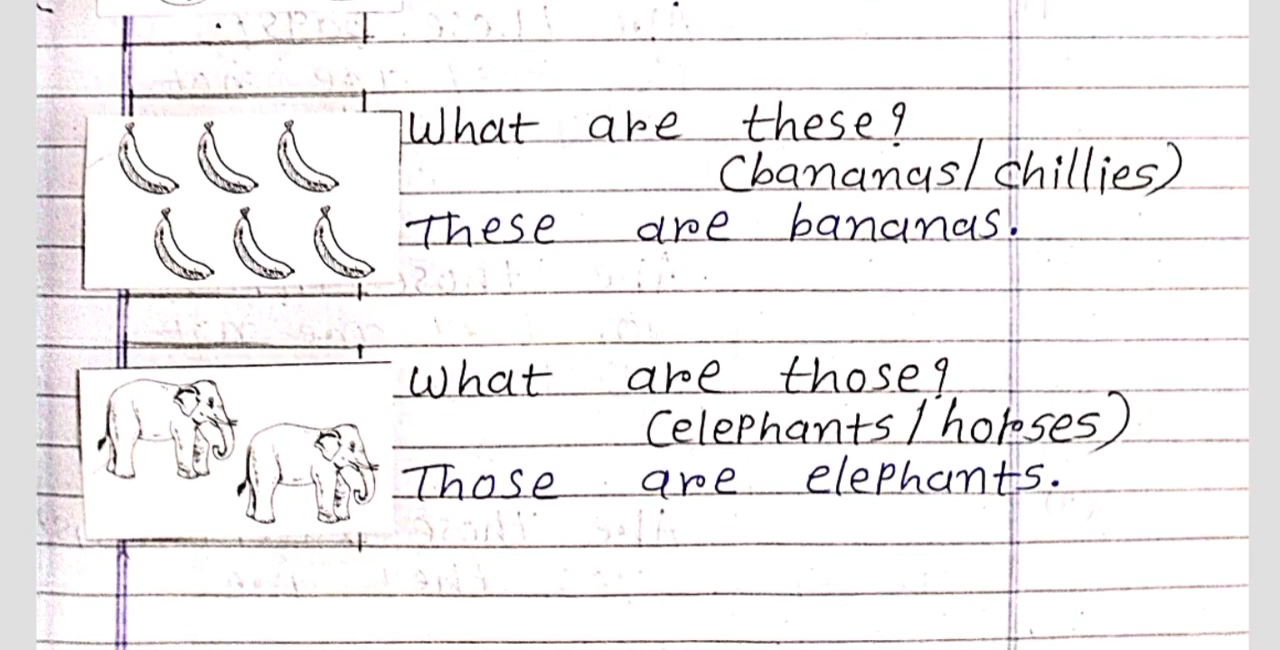 What are these?
(bananas/chillies)
These are bananas.
What are those?
(elephants/horses)
Those are elephants.